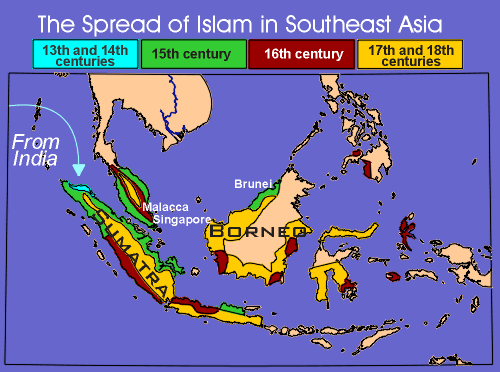 The Spread of Islam in Southeast Asia
13th and 14th centuries
15th century
16th century
17th and 18th centuries
From
India
Malacca
Singapore
Brunei
BORNEO
SUMATRA